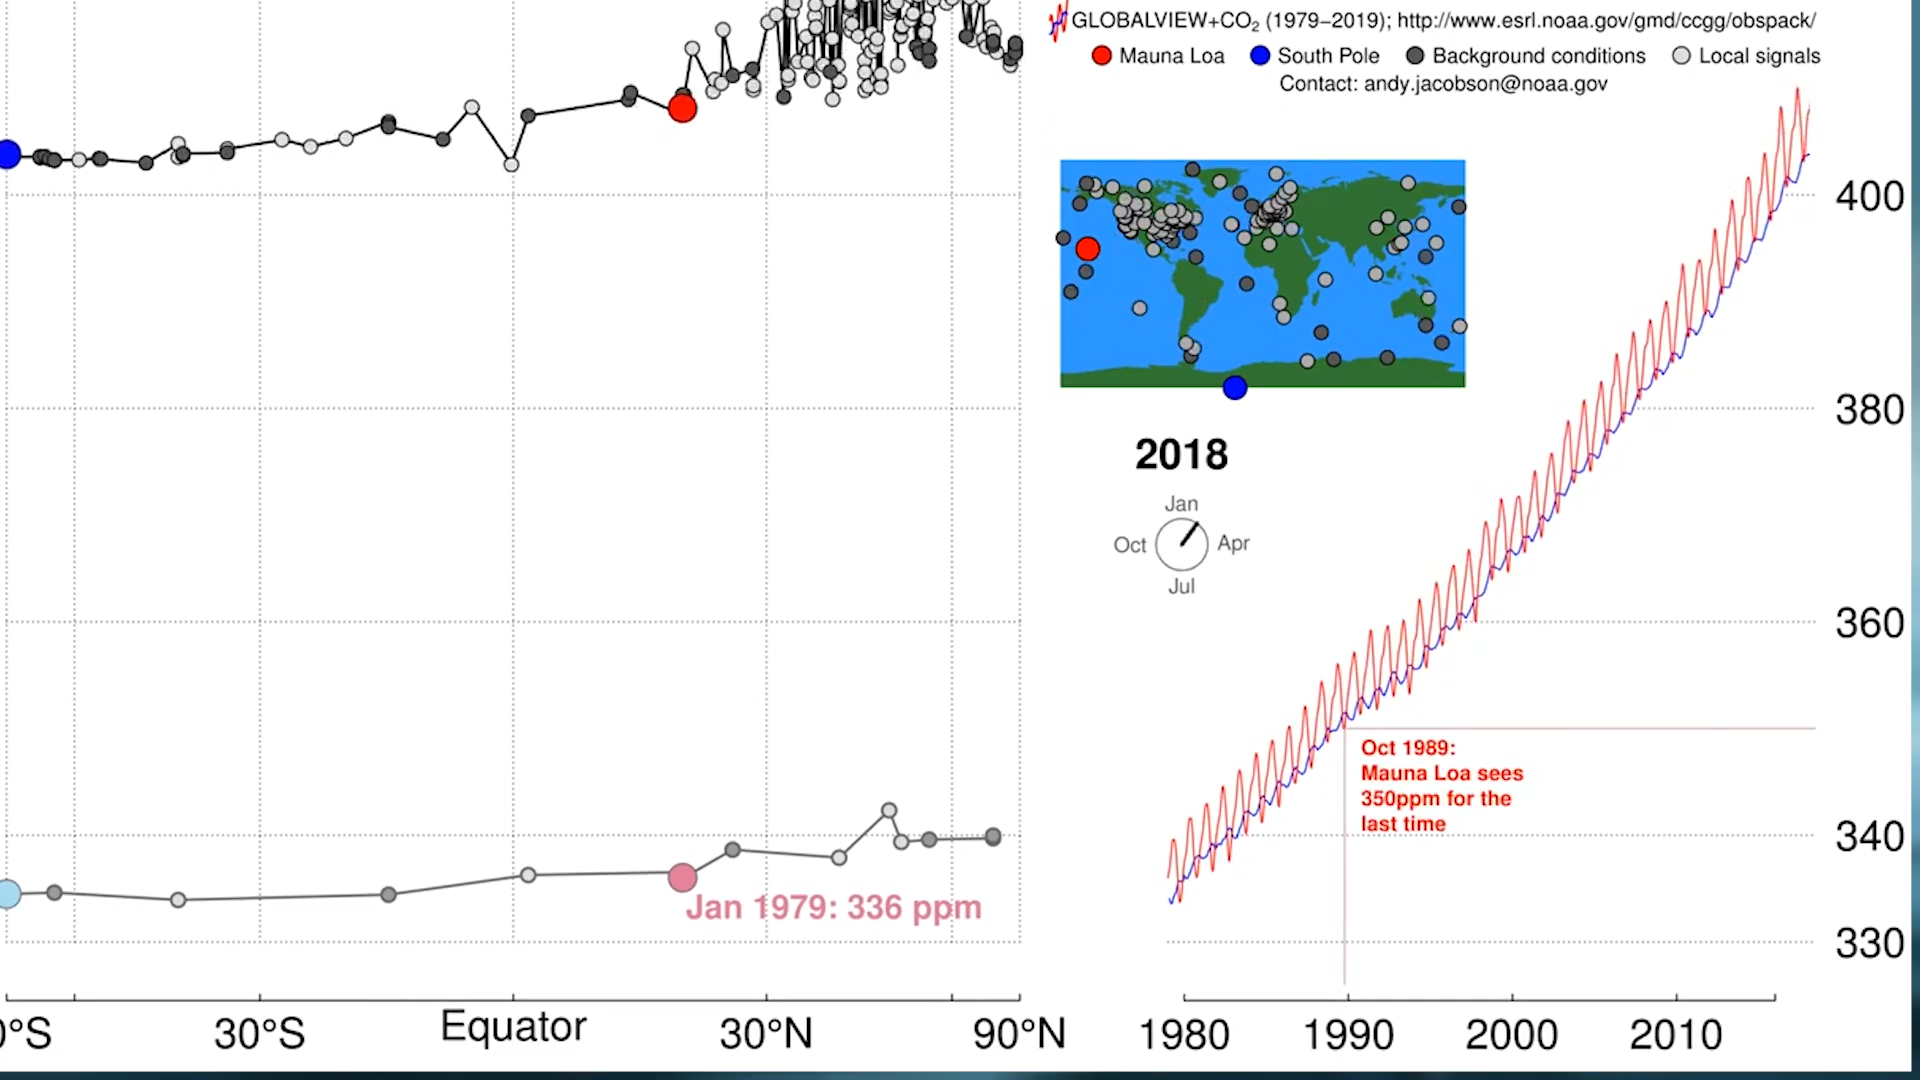 GLOBALVIEW+CO₂ (1979–2019); http://www.esrl.noaa.gov/gmd/ccgg/obspack/
Mauna Loa South Pole Background conditions Local signals
Contact: andy.jacobson@noaa.gov
400
380
360
340
330
2018
Jan
Oct Apr
Jul
Oct 1989:
Mauna Loa sees
350ppm for the
last time
Jan 1979: 336 ppm
0°S 30°S Equator 30°N 90°N
1980 1990 2000 2010